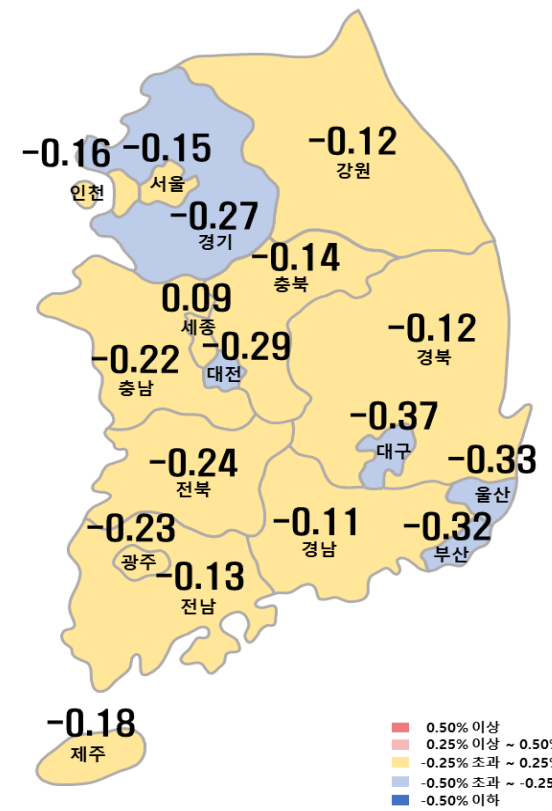 -0.16
인천
-0.15
서울
-0.12
강원
-0.27
경기
-0.14
충북
0.09
세종
-0.29
대전
-0.22
충남
-0.12
경북
-0.37
대구
-0.33
울산
-0.24
전북
-0.23
광주
-0.11
경남
-0.32
부산
-0.13
전남
-0.18
제주
0.50% 이상
0.25% 이상 ~ 0.50%
-0.25% 초과 ~ 0.25%
-0.50% 초과 ~ -0.25
-0.50% 이하